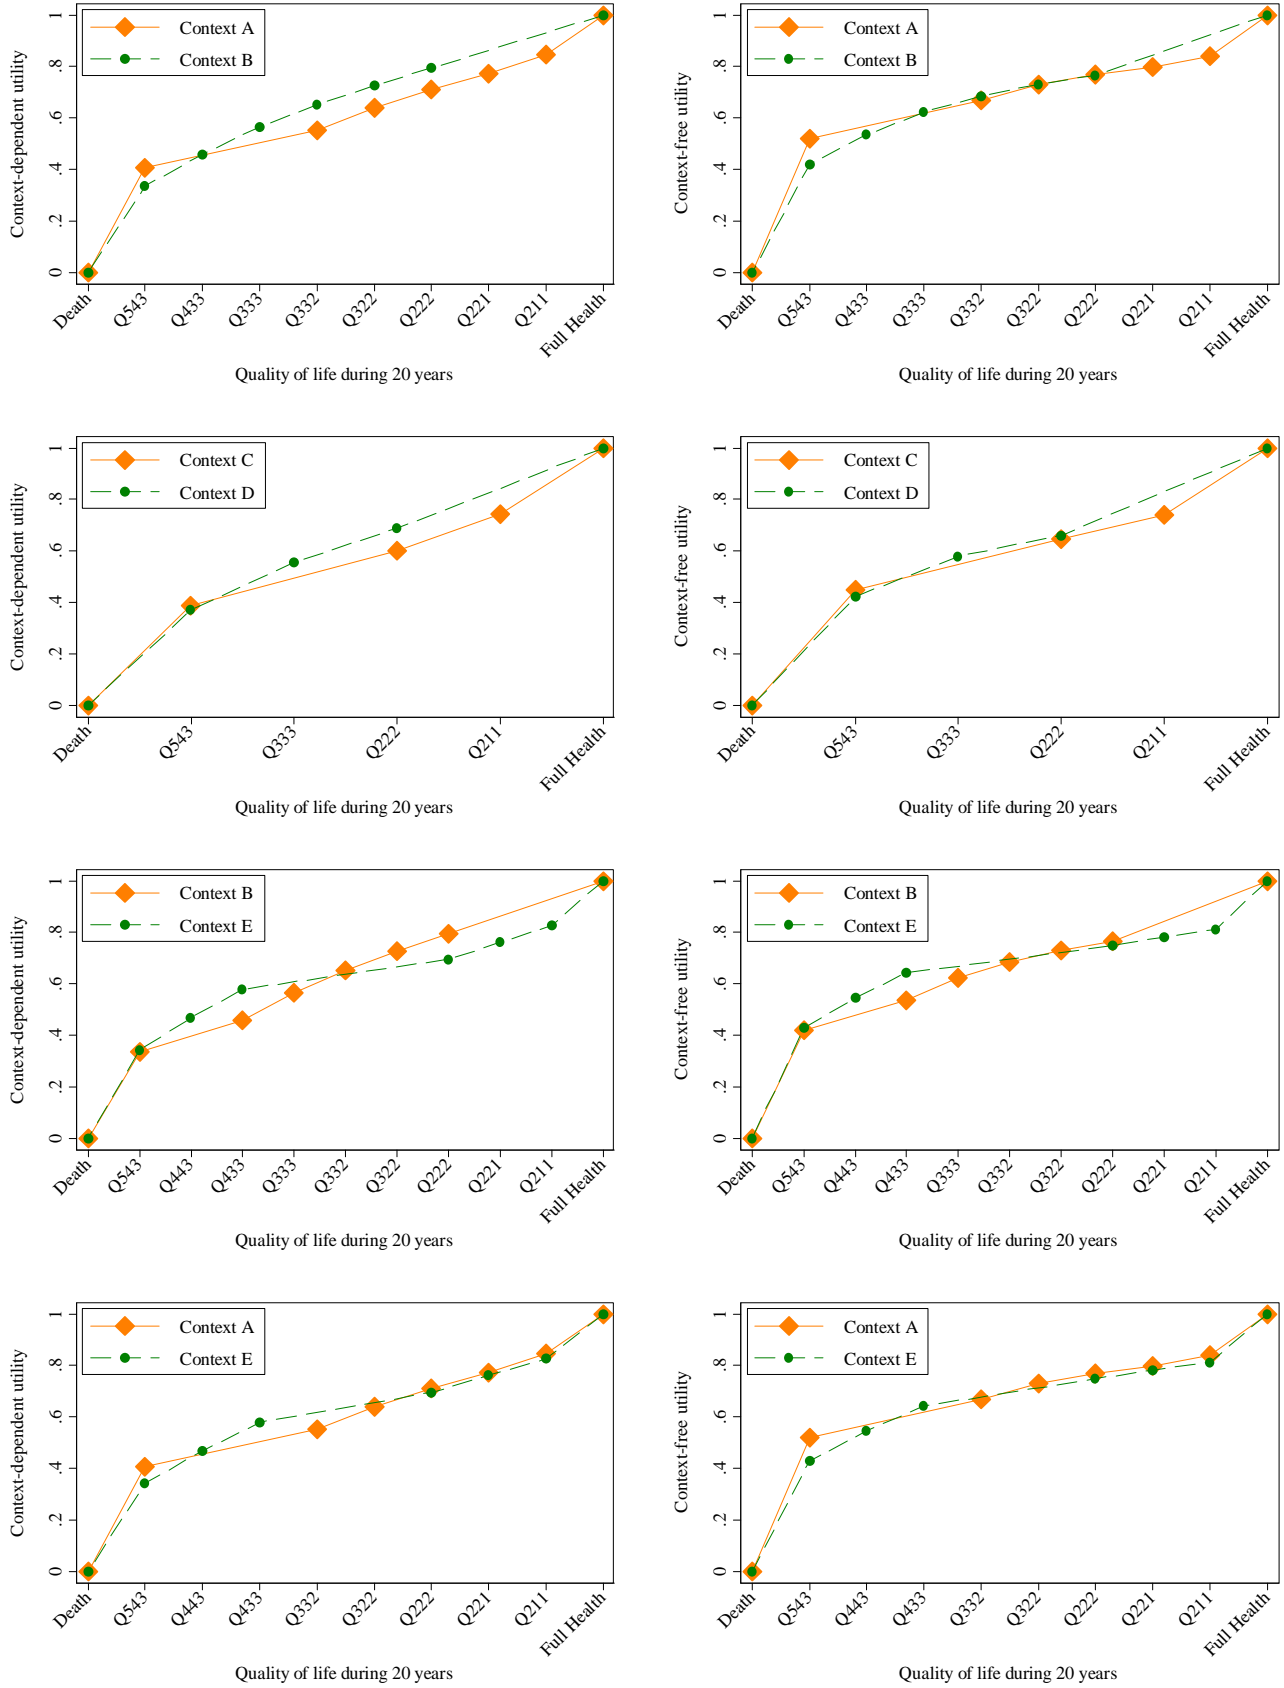 Context-dependent utility
0 .2 .4 .6 .8 1
Context A
Context B
Death Q543 Q433 Q333 Q332 Q322 Q222 Q221 Q211 Full Health
Quality of life during 20 years
Context-free utility
0 .2 .4 .6 .8 1
Context A
Context B
Death Q543 Q433 Q333 Q332 Q322 Q222 Q221 Q211 Full Health
Quality of life during 20 years
Context-dependent utility
0 .2 .4 .6 .8 1
Context C
Context D
Death Q543 Q333 Q222 Q211 Full Health
Quality of life during 20 years
Context-free utility
0 .2 .4 .6 .8 1
Context C
Context D
Death Q543 Q333 Q222 Q211 Full Health
Quality of life during 20 years
Context-dependent utility
0 .2 .4 .6 .8 1
Context B
Context E
Death Q543 Q443 Q433 Q333 Q332 Q322 Q222 Q221 Q211 Full Health
Quality of life during 20 years
Context-free utility
0 .2 .4 .6 .8 1
Context B
Context E
Death Q543 Q443 Q433 Q333 Q332 Q322 Q222 Q221 Q211 Full Health
Quality of life during 20 years
Context-dependent utility
0 .2 .4 .6 .8 1
Context A
Context E
Death Q543 Q443 Q433 Q332 Q322 Q222 Q221 Q211 Full Health
Quality of life during 20 years
Context-free utility
0 .2 .4 .6 .8 1
Context A
Context E
Death Q543 Q443 Q433 Q332 Q322 Q222 Q221 Q211 Full Health
Quality of life during 20 years